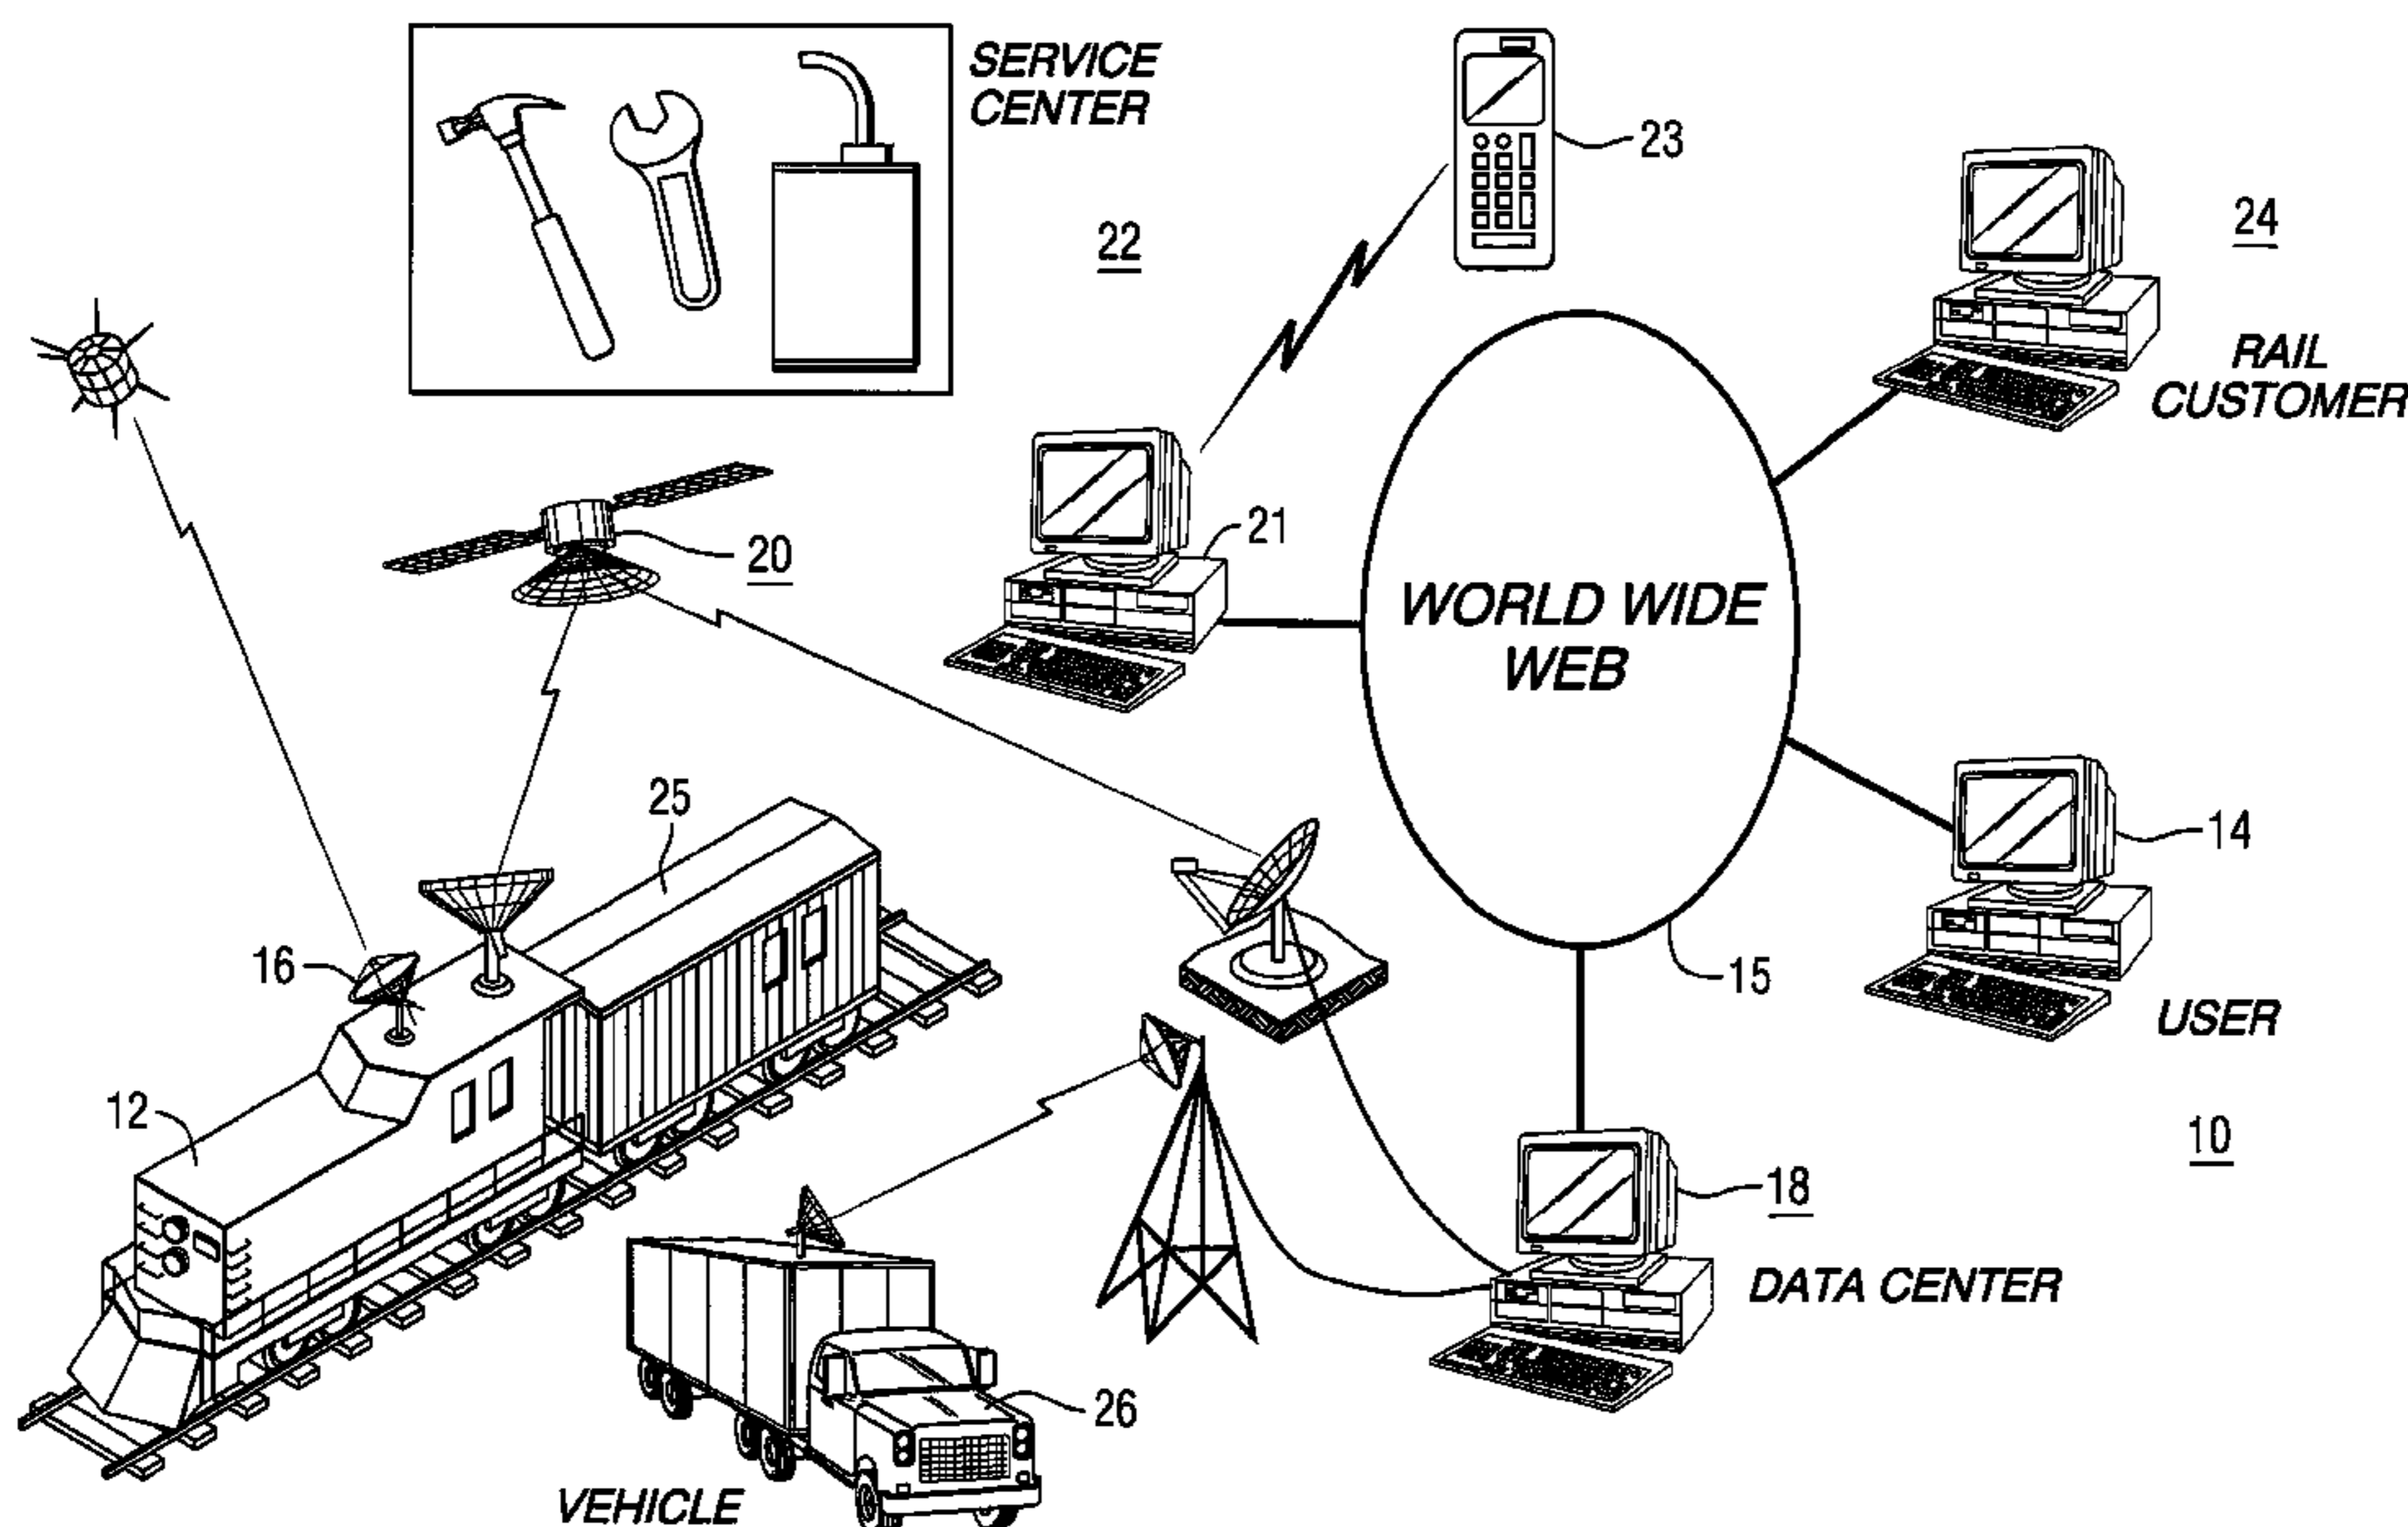 SERVICE
CENTER
22
23
24
RAIL
CUSTOMER
20
21
WORLD WIDE
WEB
25
14
16
15
USER
12
10
18
DATA CENTER
26
VEHICLE